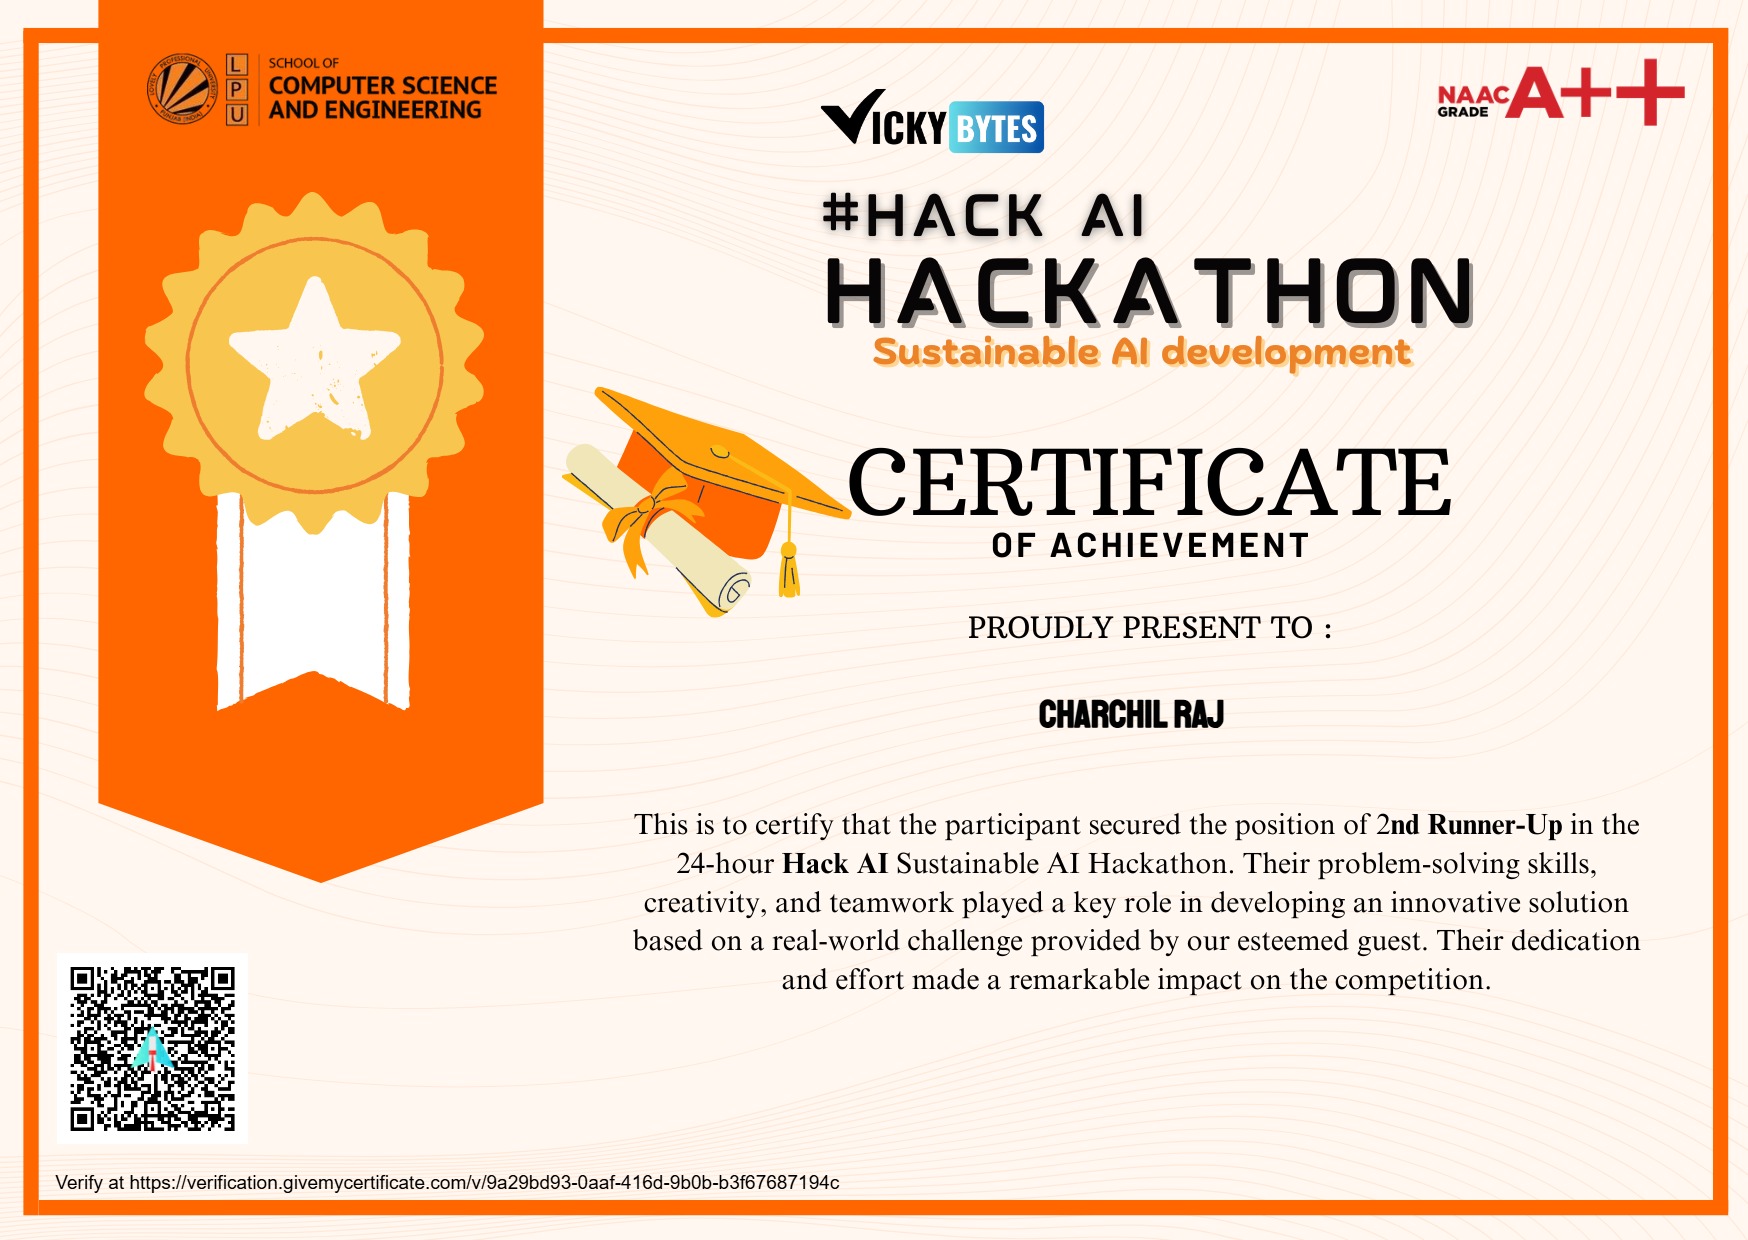 LOVELY PROFESSIONAL UNIVERSITY
L
P
U
SCHOOL OF
COMPUTER SCIENCE
AND ENGINEERING
VICKY BYTES
NAAC
GRADE
A++
#HACK AI
HACKATHON
Sustainable AI development
CERTIFICATE
OF ACHIEVEMENT
PROUDLY PRESENT TO :
CHARCHIL RAJ
This is to certify that the participant secured the position of 2nd Runner-Up in the
24-hour Hack AI Sustainable AI Hackathon. Their problem-solving skills,
creativity, and teamwork played a key role in developing an innovative solution
based on a real-world challenge provided by our esteemed guest. Their dedication
and effort made a remarkable impact on the competition.
Verify at https://verification.givemycertificate.com/v/9a29bd93-0aaf-416d-9b0b-b3f67687194c